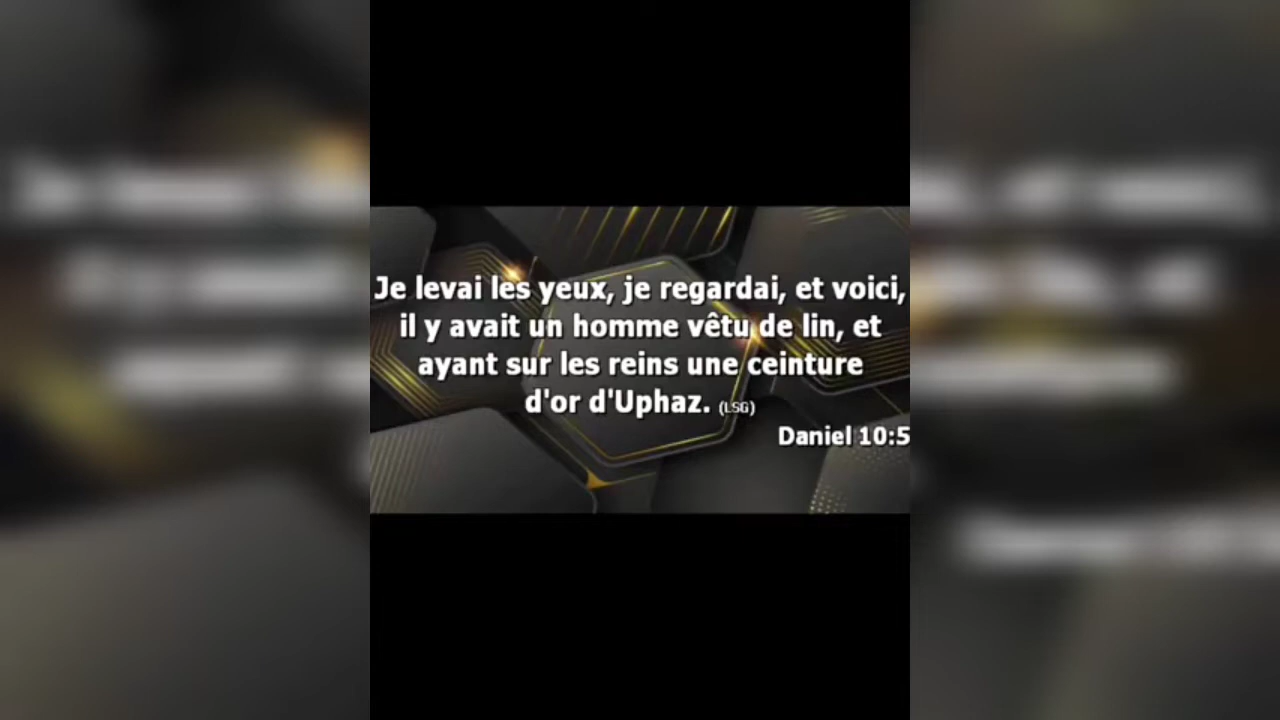 Je levai les yeux, je regardai, et voici,
il y avait un homme vêtu de lin, et
ayant sur les reins une ceinture
d'or d'Uphaz. (LSG)
Daniel 10:5